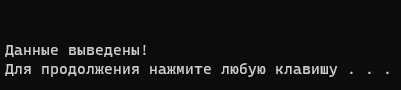 Данные выведены!
Для продолжения нажмите любую клавишу . . .